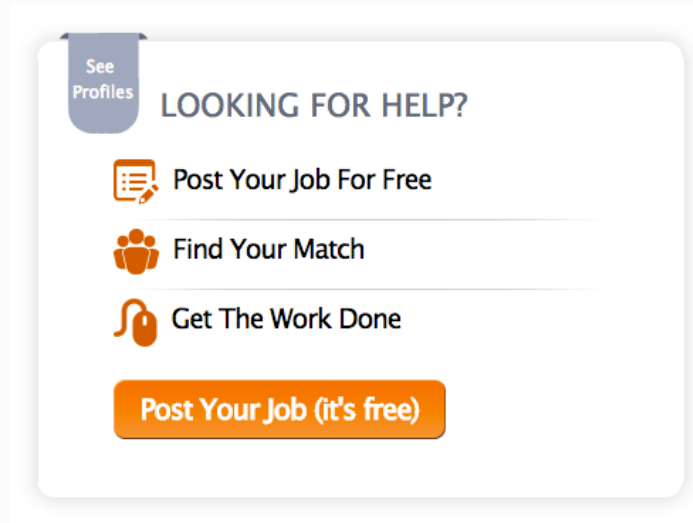 See
Profiles
LOOKING FOR HELP?
Post Your Job For Free
Find Your Match
Get The Work Done
Post Your Job (it's free)